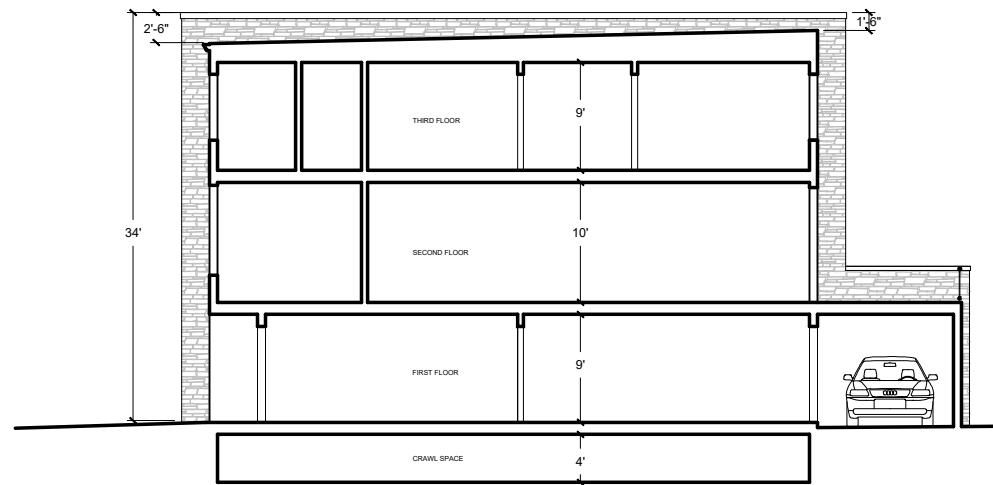 2'-6"
1'-6"
9'
THIRD FLOOR
34'
10'
SECOND FLOOR
9'
FIRST FLOOR
CRAWL SPACE
4'